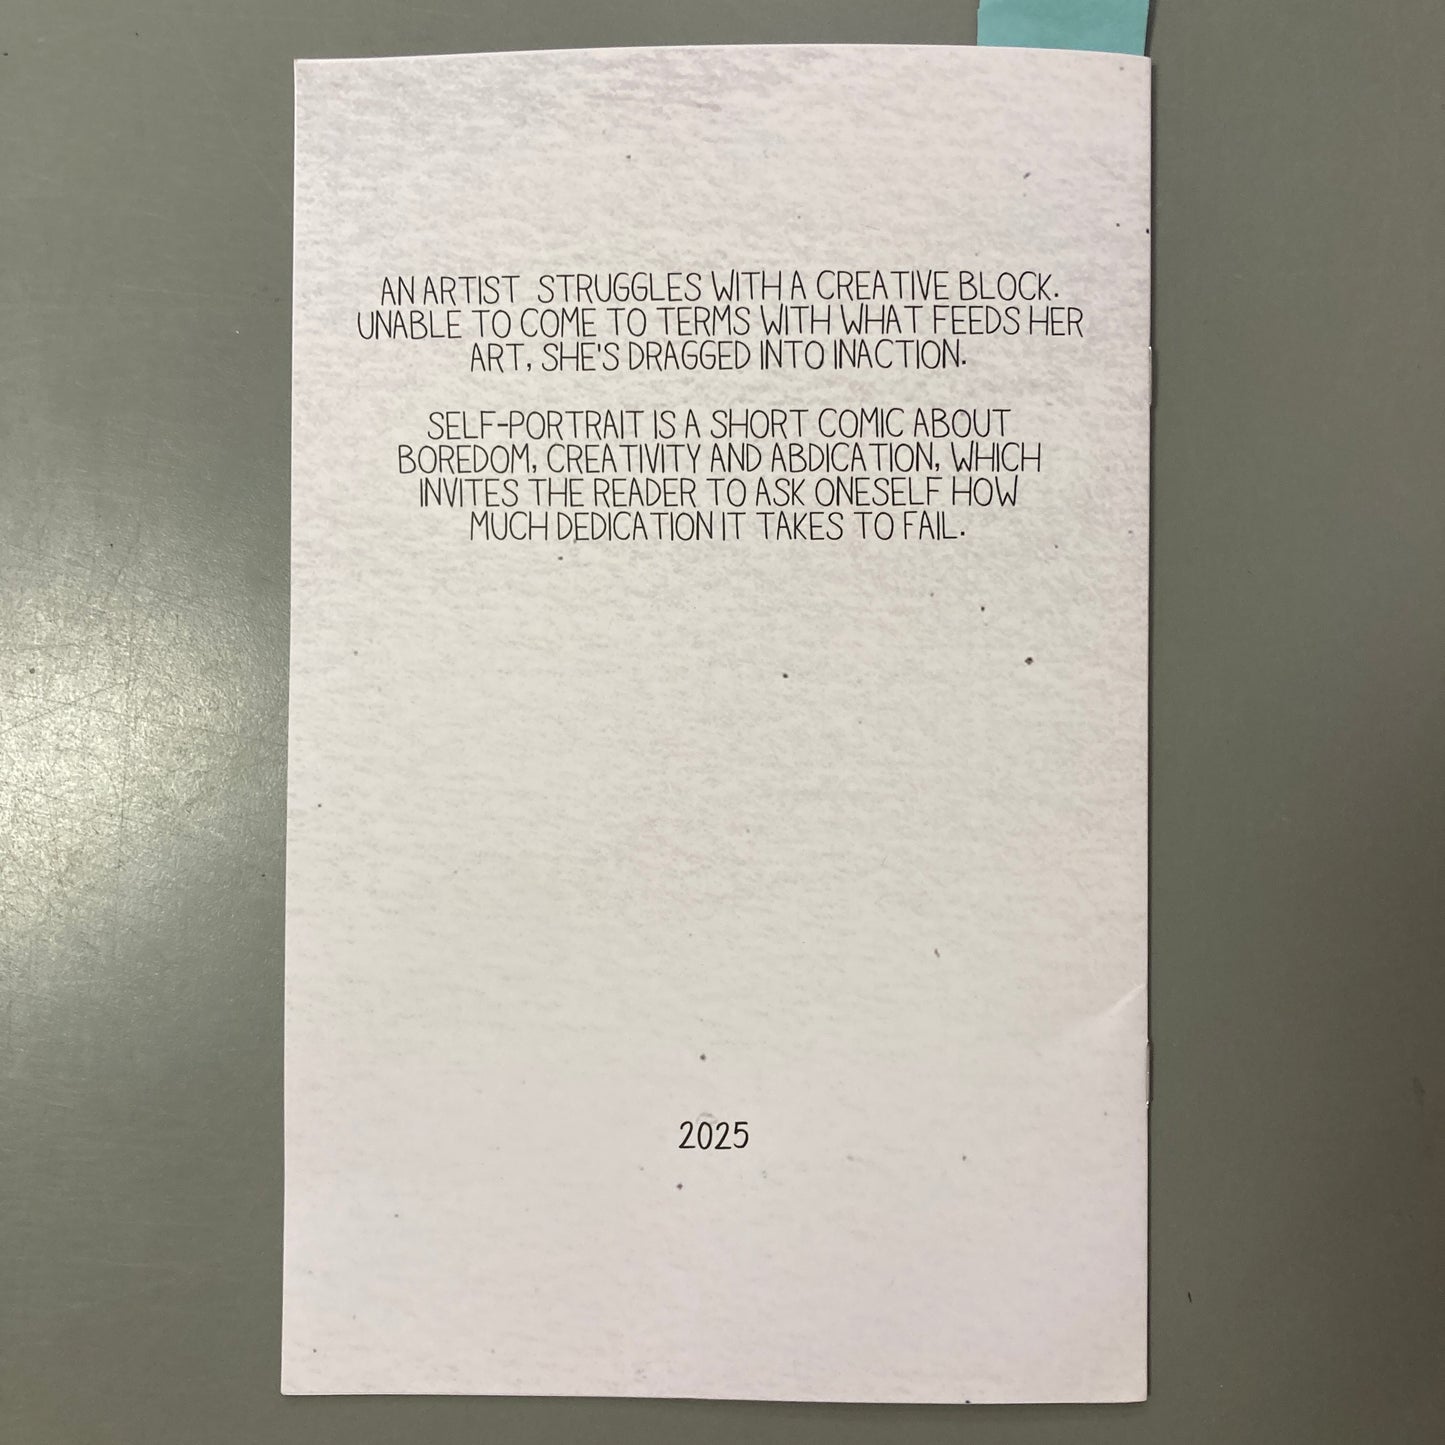 AN ARTIST STRUGGLES WITH A CREATIVE BLOCK.
UNABLE TO COME TO TERMS WITH WHAT FEEDS HER
ART, SHE'S DRAGGED INTO INACTION.
SELF-PORTRAIT IS A SHORT COMIC ABOUT
BOREDOM, CREATIVITY AND ABDICATION, WHICH
INVITES THE READER TO ASK ONESELF HOW
MUCH DEDICATION IT TAKES TO FAIL.
2025